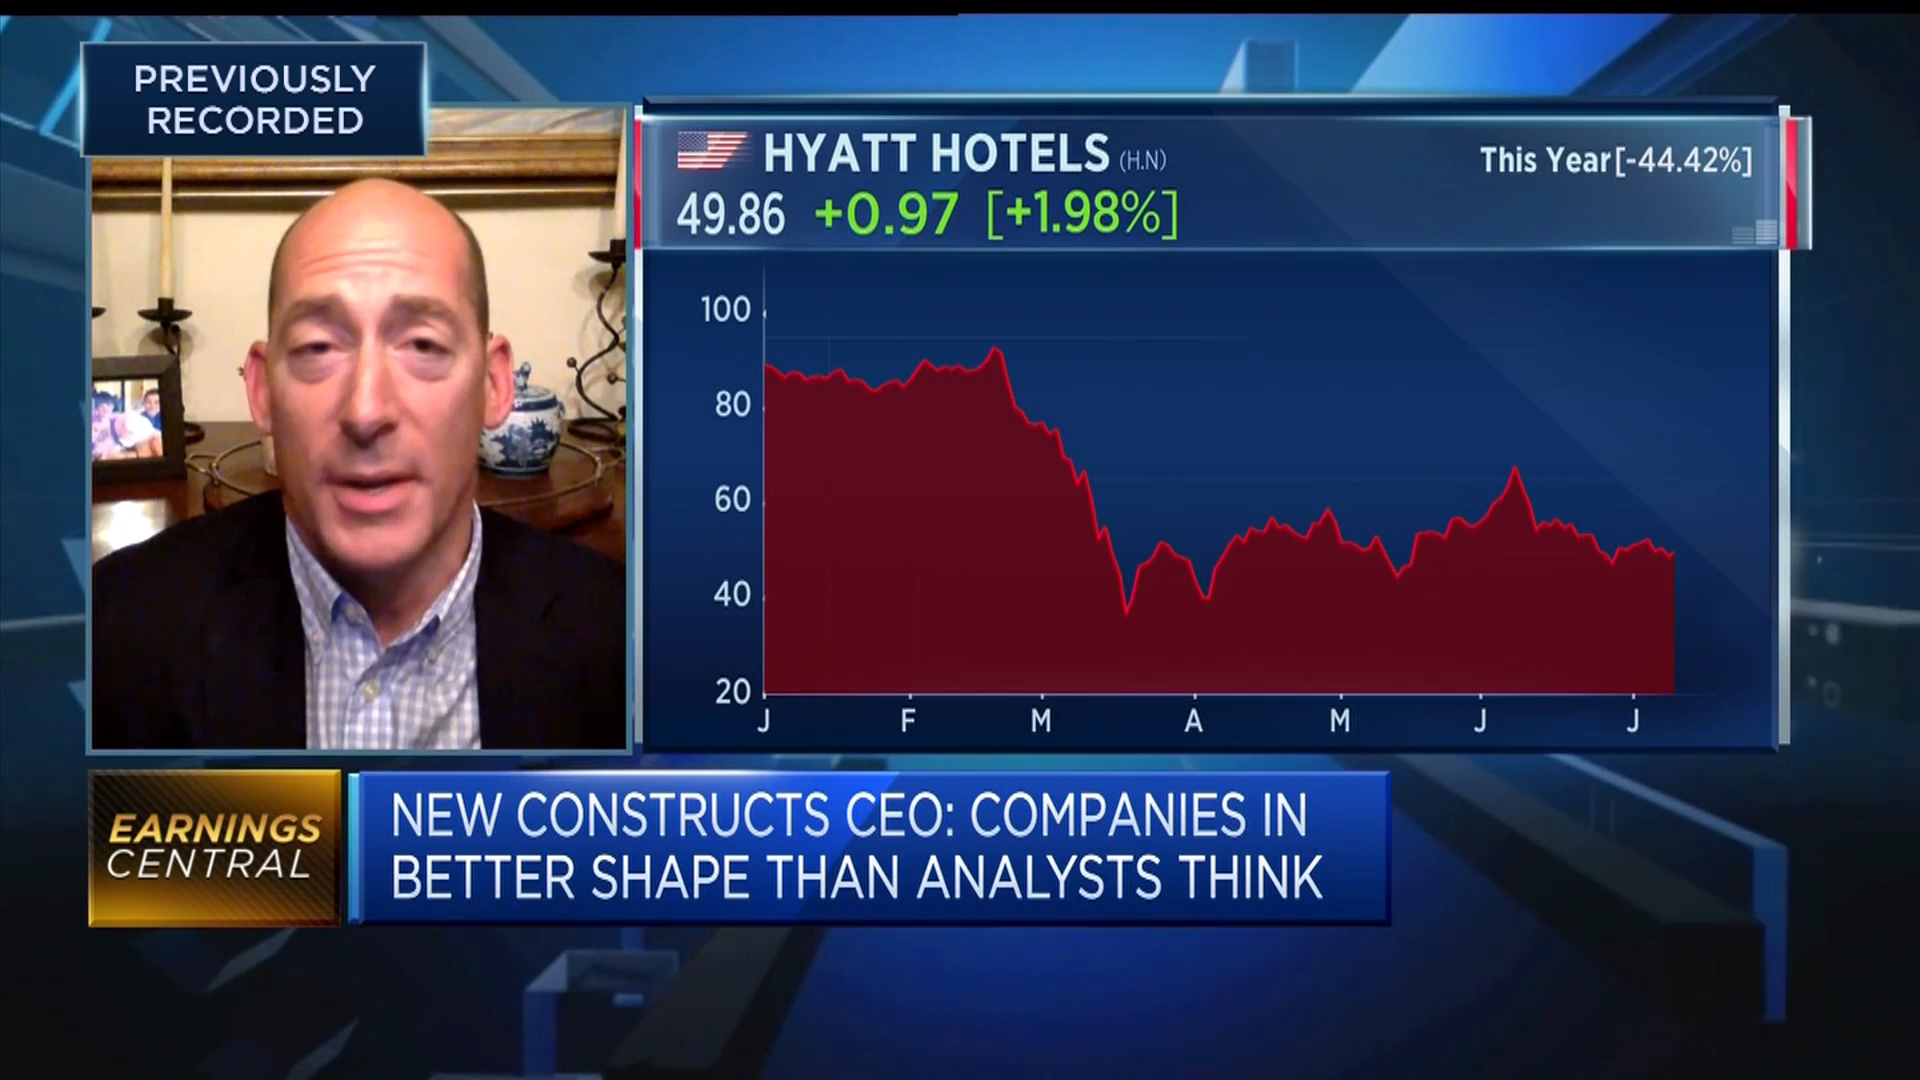 PREVIOUSLY
RECORDED
HYATT HOTELS (H.N)
This Year[-44.42%]
49.86 +0.97 [+1.98%]
100
80
60
40
20
J F M A M J J
EARNINGS
CENTRAL
NEW CONSTRUCTS CEO: COMPANIES IN
BETTER SHAPE THAN ANALYSTS THINK